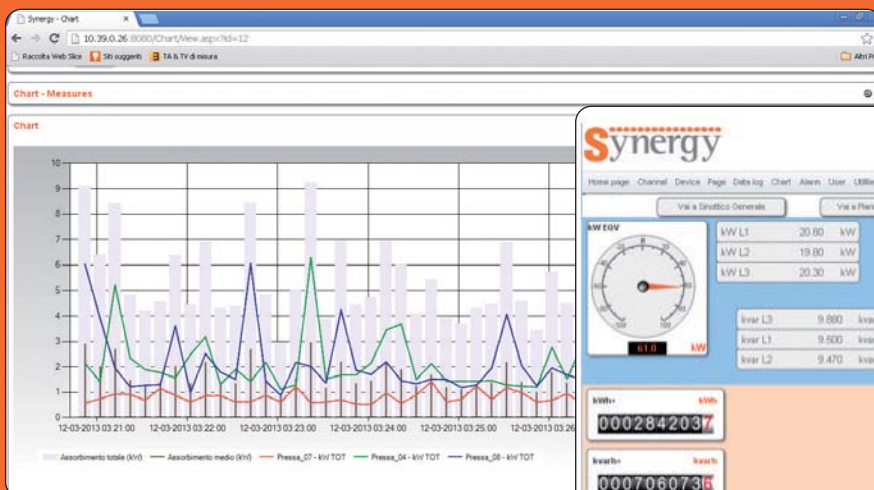 Synergy - Chart
10.39.0.26:8080/Chart/View.aspx?id=12
Raccolta Web Slice
Siti suggeriti
TA & TV di misura
Altri P
Chart - Measures
Chart
10
9
8
7
6
5
4
3
2
1
0
12-03-2013 03:21:00
12-03-2013 03:22:00
12-03-2013 03:23:00
12-03-2013 03:24:00
12-03-2013 03:25:00
12-03-2013 03:26
Assorbimento totale (kW)
Assorbimento medio (kW)
Pressa_07 - kW TOT
Pressa_04 - kW TOT
Pressa_08 - kW TOT
Synergy
Home page Channel Device Page Data log Chart Alarm User Utilitie
Vai a Sinottico Generale
Vai a Plani
kW EQV
61.0
kW
kW L1 20.80 kW
kW L2 19.80 kW
kW L3 20.30 kW
kvar L3 9.880 kva
kvar L1 9.500 kva
kvar L2 9.470 kva
kWh+ kWh
0002842037
kvarh+ kvarh
0007060736